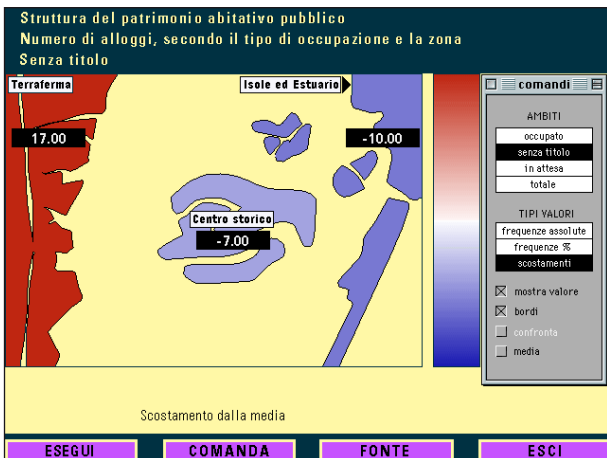 Struttura del patrimonio abitativo pubblico
Numero di alloggi, secondo il tipo di occupazione e la zona
Senza titolo
Terraferma
Isole ed Estuario
17.00
-10.00
Centro storico
-7.00
comandi
AMBITI
occupato
senza titolo
in attesa
totale
TIPI VALORI
frequenze assolute
frequenze %
scostamenti
mostra valore
bordi
confronta
media
Scostamento dalla media
ESEGUI COMANDA FONTE ESCI